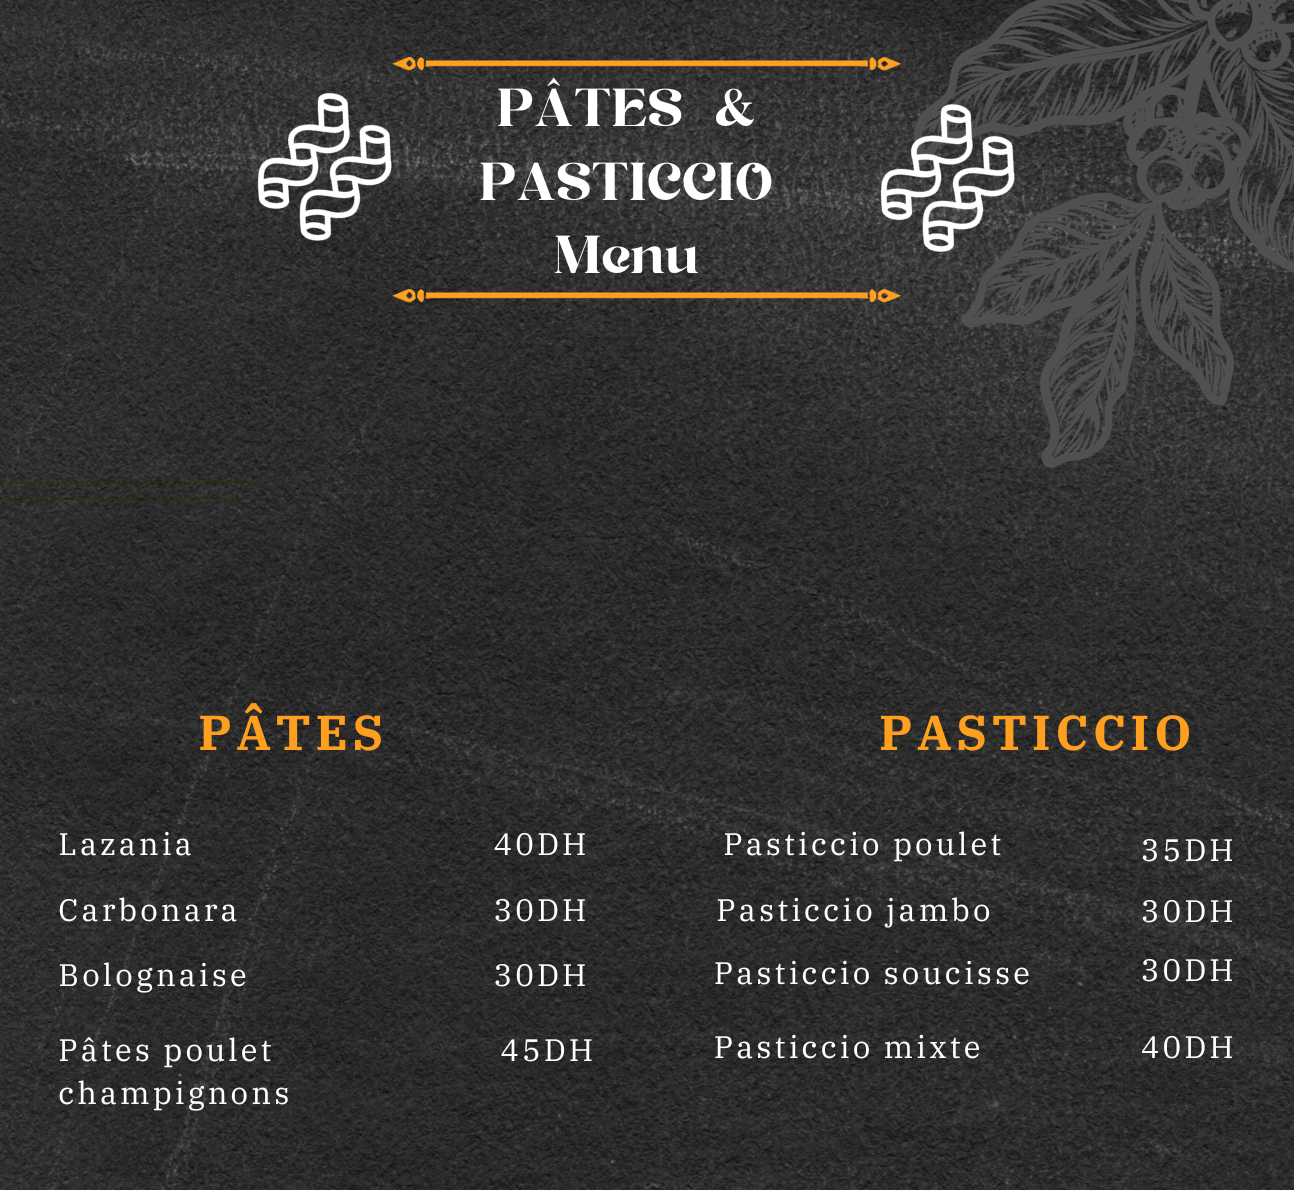 PÂTES &
PASTICCIO
Menu
PÂTES
Lazania 40DH
Carbonara 30DH
Bolognaise 30DH
Pâtes poulet 45DH
champignons
PASTICCIO
Pasticcio poulet 35DH
Pasticcio jambo 30DH
Pasticcio soucisse 30DH
Pasticcio mixte 40DH